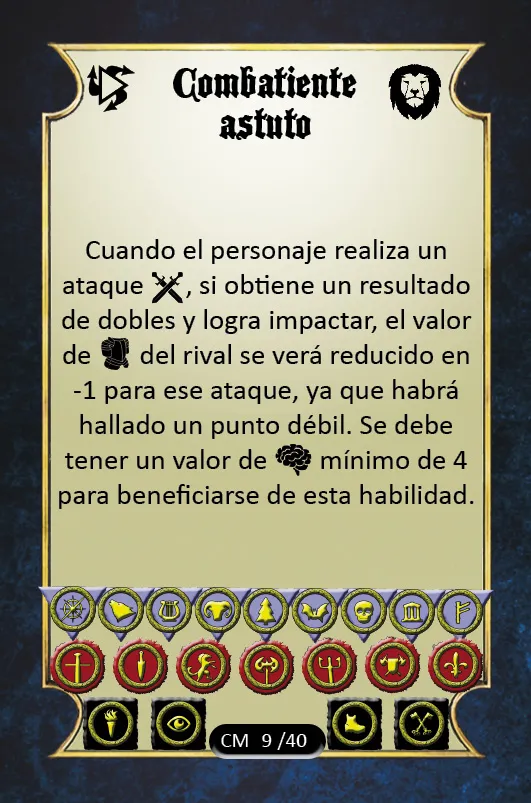 Combatiente
astuto
Cuando el personaje realiza un
ataque , si obtiene un resultado
de dobles y logra impactar, el valor
de del rival se verá reducido en
-1 para ese ataque, ya que habrá
hallado un punto débil. Se debe
tener un valor de mínimo de 4
para beneficiarse de esta habilidad.
CM 9 /40